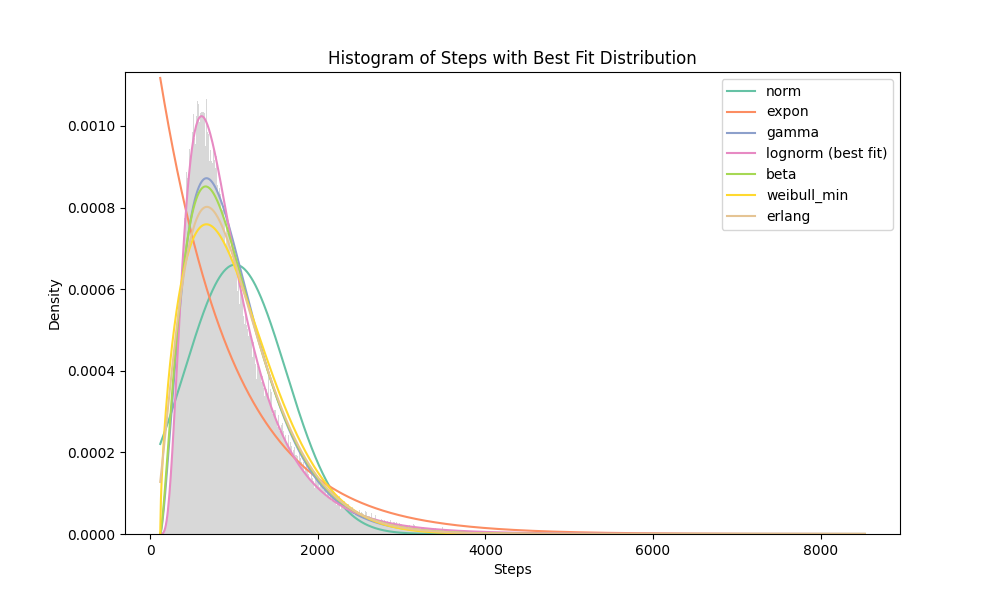 Histogram of Steps with Best Fit Distribution
norm
expon
gamma
lognorm (best fit)
beta
weibull_min
erlang
Density
0.0010
0.0008
0.0006
0.0004
0.0002
0.0000
0
2000
4000
6000
8000
Steps